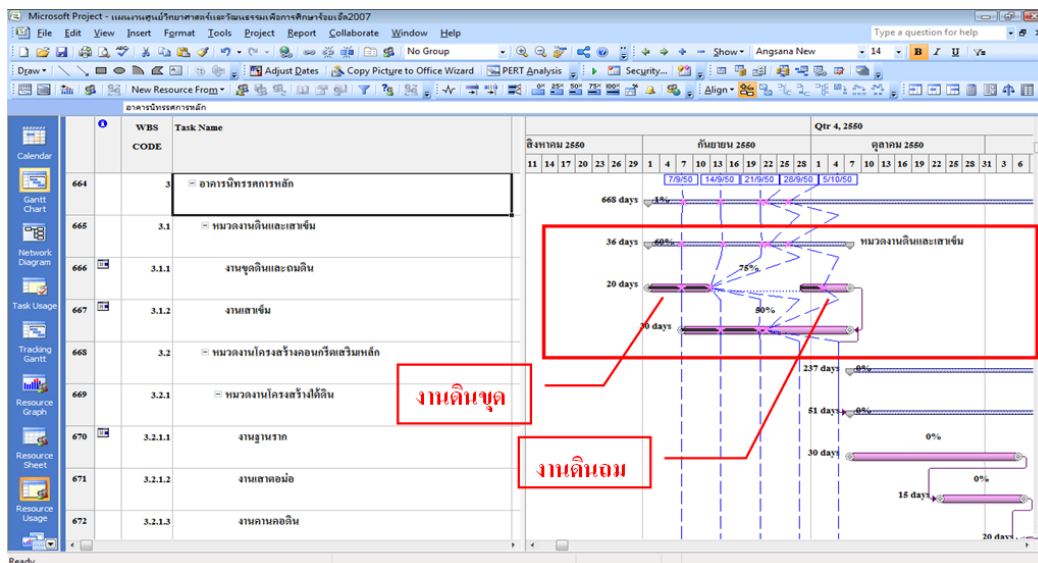 Microsoft Project - แผนงานศูนย์วิทยาศาสตร์และวัฒนธรรมเพื่อการศึกษาร้อยเอ็ด2007
File Edit View Insert Format Tools Project Report Collaborate Window Help
Type a question for help
No Group
Show
Angsana New
14
B I U
Draw
Adjust Dates
Copy Picture to Office Wizard
PERT Analysis
Security...
New Resource From
0% 25% 50% 75% 100%
Align
อาคารนิทรรศการหลัก
WBS CODE
Task Name
Qtr 4, 2550
สิงหาคม 2550
กันยายน 2550
ตุลาคม 2550
11 14 17 20 23 26 29 1 4 7 10 13 16 19 22 25 28 1 4 7 10 13 16 19 22 25 28 31 3 6
7/9/50 14/9/50 21/9/50 28/9/50 5/10/50
Calendar
Gantt Chart
Network Diagram
Task Usage
Tracking Gantt
Resource Graph
Resource Sheet
Resource Usage
664 3 อาคารนิทรรศการหลัก
668 days 1%
665 3.1 หมวดงานดินและเสาเข็ม
36 days 60% หมวดงานดินและเสาเข็ม
666 3.1.1 งานขุดดินและถมดิน
75%
20 days
667 3.1.2 งานเสาเข็ม
50%
30 days
668 3.2 หมวดงานโครงสร้างคอนกรีตเสริมเหล็ก
237 days 0%
669 3.2.1 หมวดงานโครงสร้างใต้ดิน
51 days 0%
งานดินขุด
670 3.2.1.1 งานฐานราก
0%
30 days
งานดินถม
671 3.2.1.2 งานเสาตอม่อ
0%
15 days
672 3.2.1.3 งานคานคอดิน
20 days
Ready